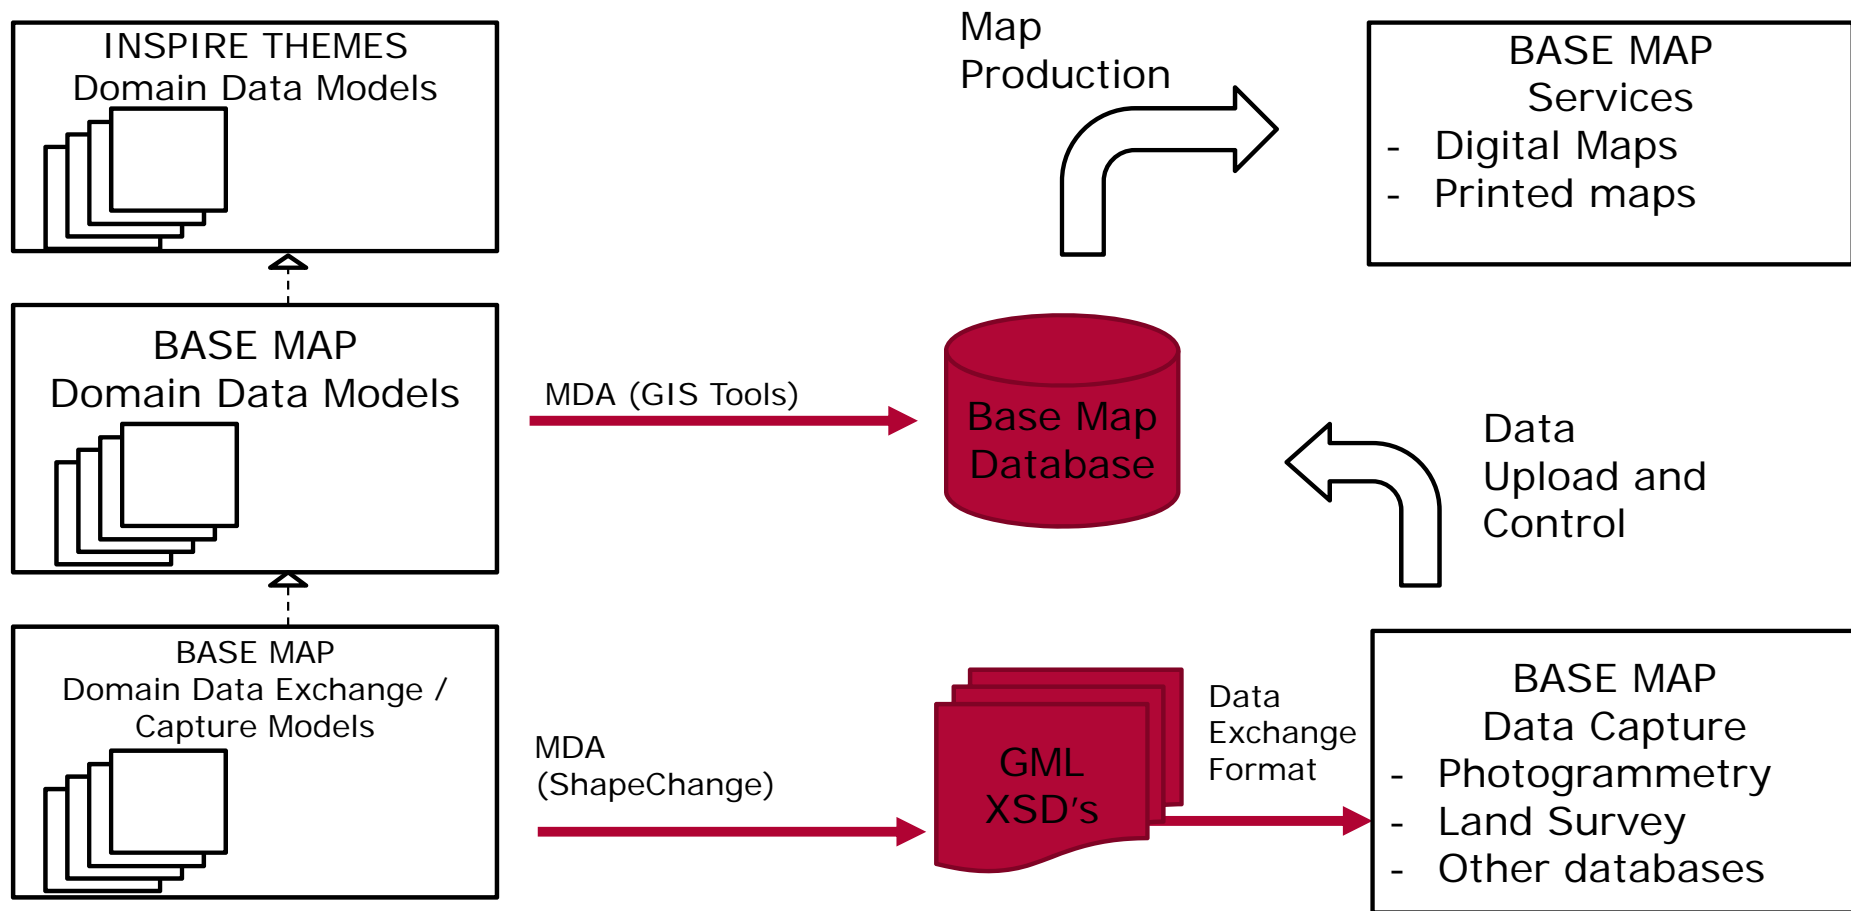 INSPIRE THEMES
Domain Data Models
Map
Production
BASE MAP
Services
- Digital Maps
- Printed maps
BASE MAP
Domain Data Models
MDA (GIS Tools)
Base Map
Database
Data
Upload and
Control
BASE MAP
Domain Data Exchange /
Capture Models
MDA
(ShapeChange)
GML
XSD's
Data
Exchange
Format
BASE MAP
Data Capture
- Photogrammetry
- Land Survey
- Other databases